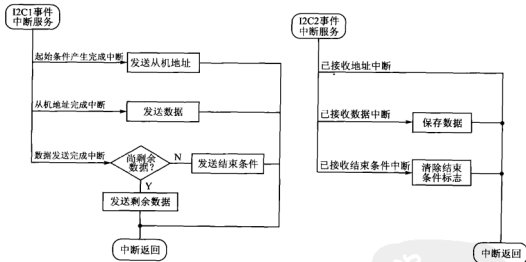 I2C1事件
中断服务
起始条件产生完成中断
发送从机地址
从机地址完成中断
发送数据
数据发送完成中断
尚剩余
数据?
N
发送结束条件
Y
发送剩余数据
中断返回
I2C2事件
中断服务
已接收地址中断
已接收数据中断
保存数据
已接收结束条件中断
清除结束
条件标志
中断返回